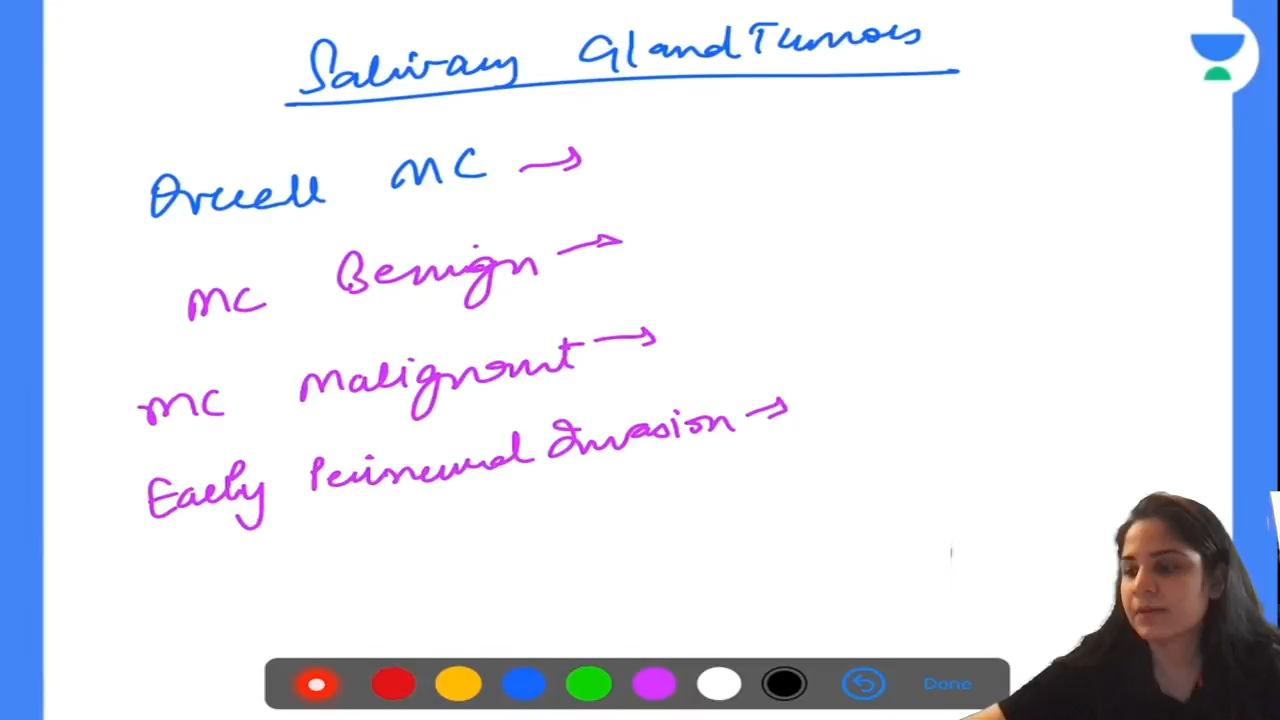 Salivary Gland Tumors
Overall MC →
MC Benign →
MC Malignant →
Early Perineural Invasion →
Done